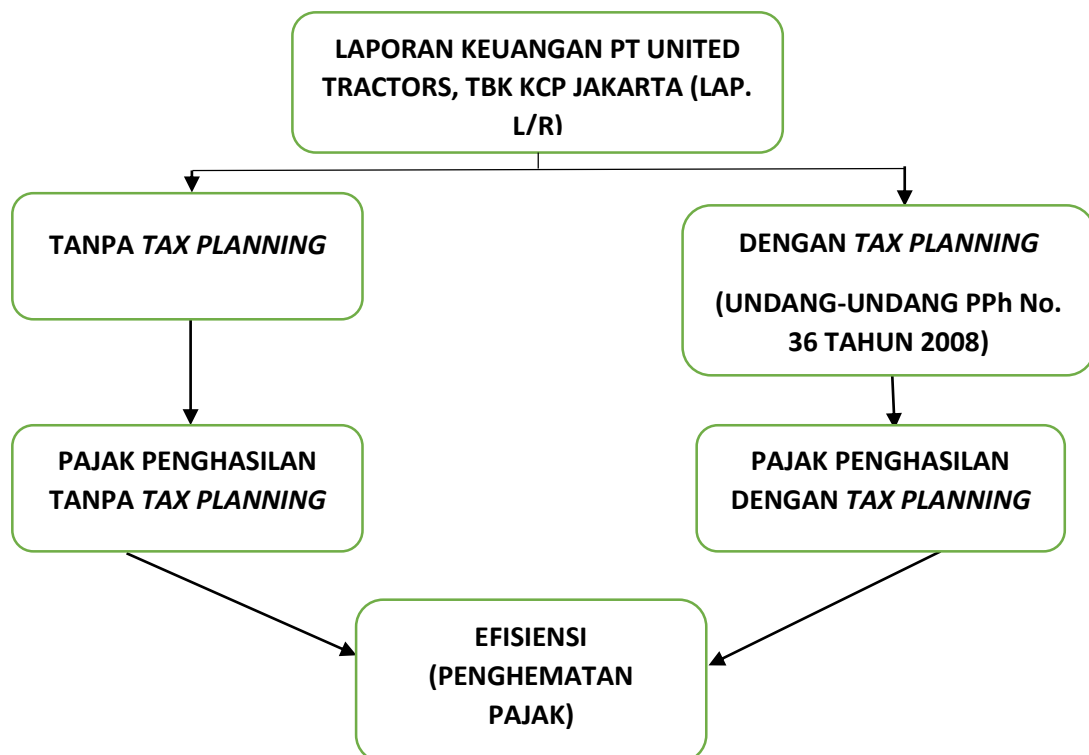 LAPORAN KEUANGAN PT UNITED
TRACTORS, TBK KCP JAKARTA (LAP.
L/R)
TANPA TAX PLANNING
DENGAN TAX PLANNING
(UNDANG-UNDANG PPh No.
36 TAHUN 2008)
PAJAK PENGHASILAN
TANPA TAX PLANNING
PAJAK PENGHASILAN
DENGAN TAX PLANNING
EFISIENSI
(PENGHEMATAN
PAJAK)